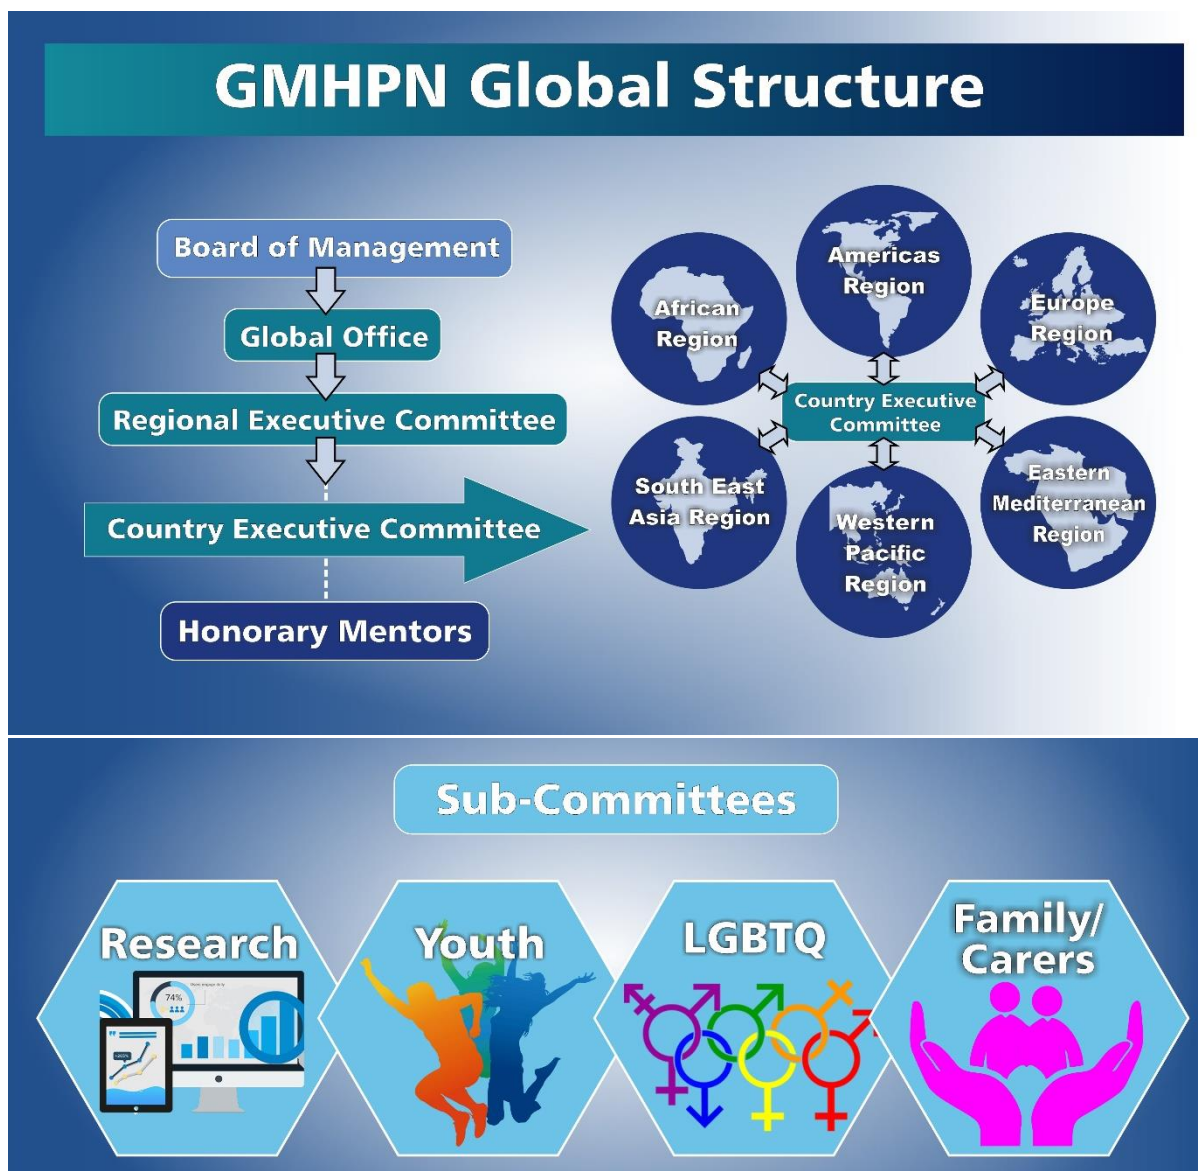 GMHPN Global Structure
Board of Management
Global Office
Regional Executive Committee
Country Executive Committee
Honorary Mentors
African
Region
Americas
Region
Europe
Region
Country Executive
Committee
South East
Asia Region
Western
Pacific
Region
Eastern
Mediterranean
Region
Sub-Committees
Research
74%
Youth
LGBTQ
Family/
Carers